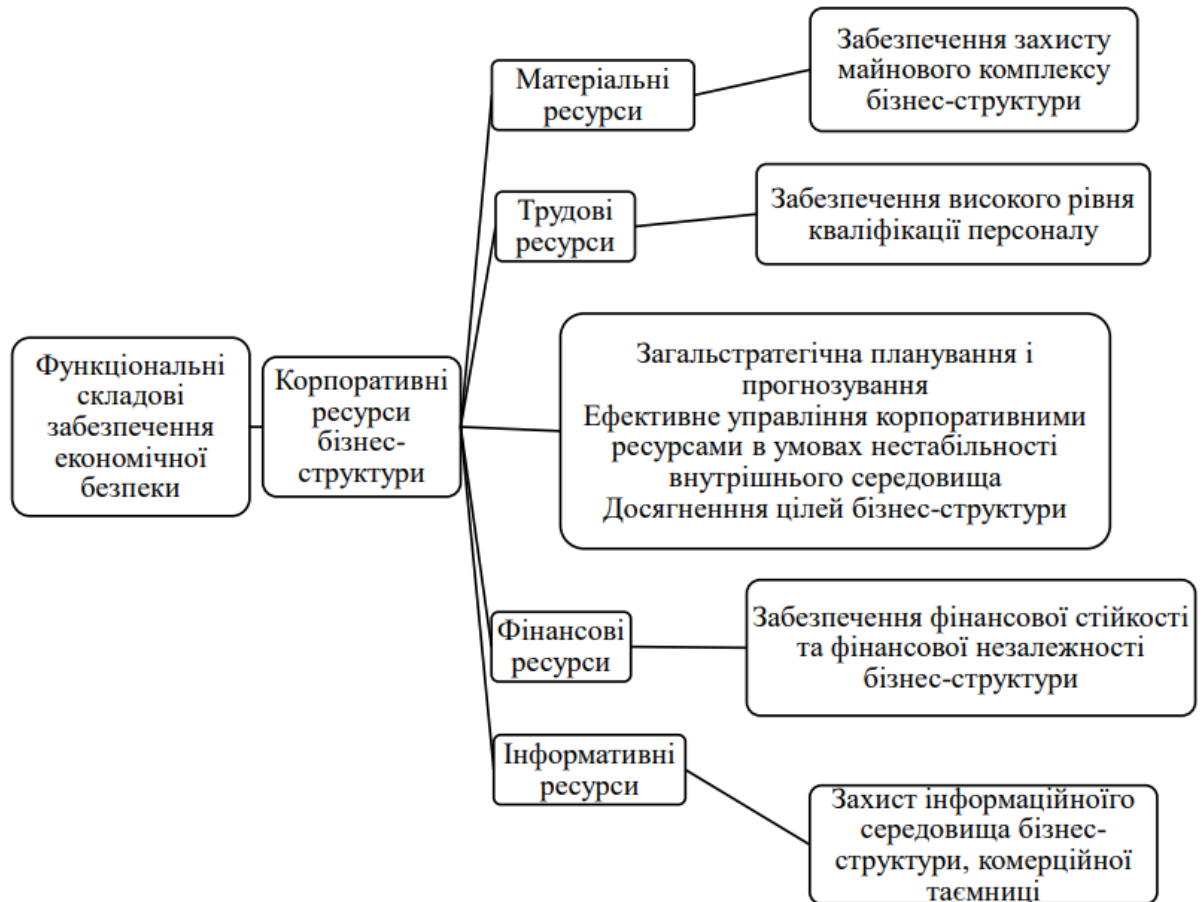 Функціональні
складові
забезпечення
економічної
безпеки
Корпоративні
ресурси
бізнес-
структури
Матеріальні
ресурси
Забезпечення захисту
майнового комплексу
бізнес-структури
Трудові
ресурси
Забезпечення високого рівня
кваліфікації персоналу
Загальстратегічна планування і
прогнозування
Ефективне управління корпоративними
ресурсами в умовах нестабільності
внутрішнього середовища
Досягненння цілей бізнес-структури
Фінансові
ресурси
Забезпечення фінансової стійкості
та фінансової незалежності
бізнес-структури
Інформативні
ресурси
Захист інформаційноїго
середовища бізнес-
структури, комерційної
таємниці